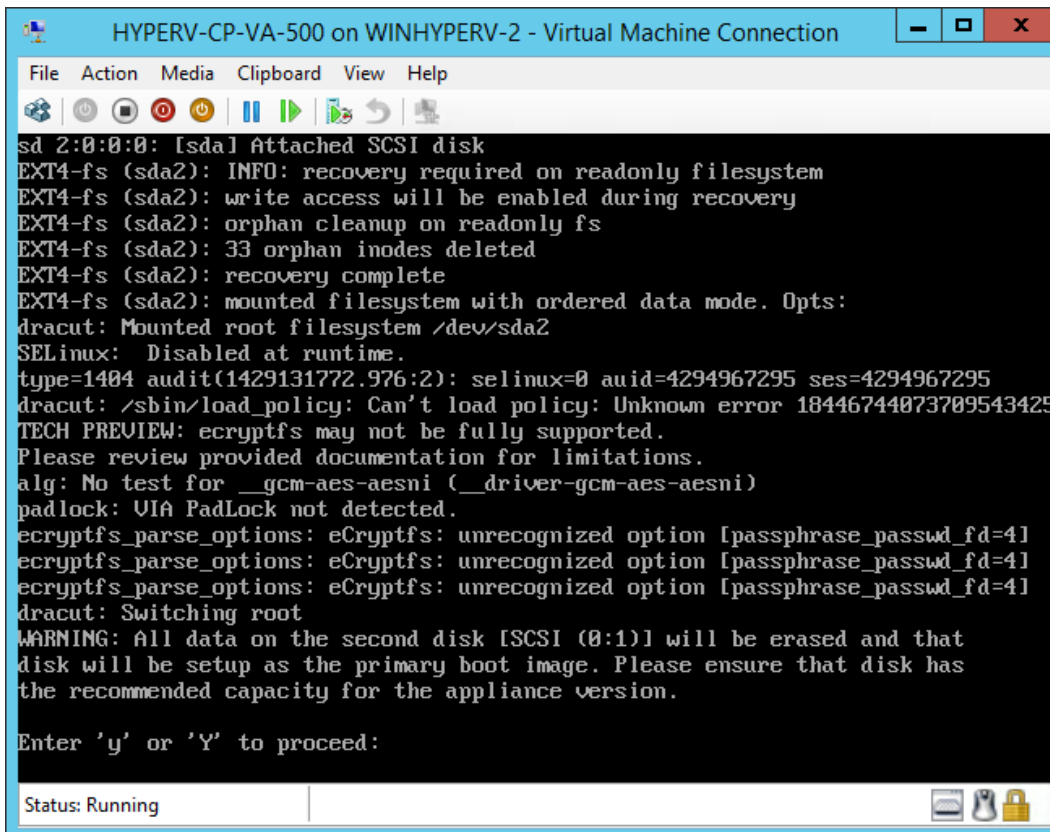 HYPERV-CP-VA-500 on WINHYPERV-2 - Virtual Machine Connection
File Action Media Clipboard View Help
sd 2:0:0:0: [sda] Attached SCSI disk
EXT4-fs (sda2): INFO: recovery required on readonly filesystem
EXT4-fs (sda2): write access will be enabled during recovery
EXT4-fs (sda2): orphan cleanup on readonly fs
EXT4-fs (sda2): 33 orphan inodes deleted
EXT4-fs (sda2): recovery complete
EXT4-fs (sda2): mounted filesystem with ordered data mode. Opts:
dracut: Mounted root filesystem /dev/sda2
SELinux:  Disabled at runtime.
type=1404 audit(1429131772.976:2): selinux=0 auid=4294967295 ses=4294967295
dracut: /sbin/load_policy: Can't load policy: Unknown error 18446744073709543425
TECH PREVIEW: ecryptfs may not be fully supported.
Please review provided documentation for limitations.
alg: No test for __gcm-aes-aesni (__driver-gcm-aes-aesni)
padlock: VIA PadLock not detected.
ecryptfs_parse_options: eCryptfs: unrecognized option [passphrase_passwd_fd=4]
ecryptfs_parse_options: eCryptfs: unrecognized option [passphrase_passwd_fd=4]
ecryptfs_parse_options: eCryptfs: unrecognized option [passphrase_passwd_fd=4]
dracut: Switching root
WARNING: All data on the second disk [SCSI (0:1)] will be erased and that
disk will be setup as the primary boot image. Please ensure that disk has
the recommended capacity for the appliance version.
Enter 'y' or 'Y' to proceed:
Status: Running